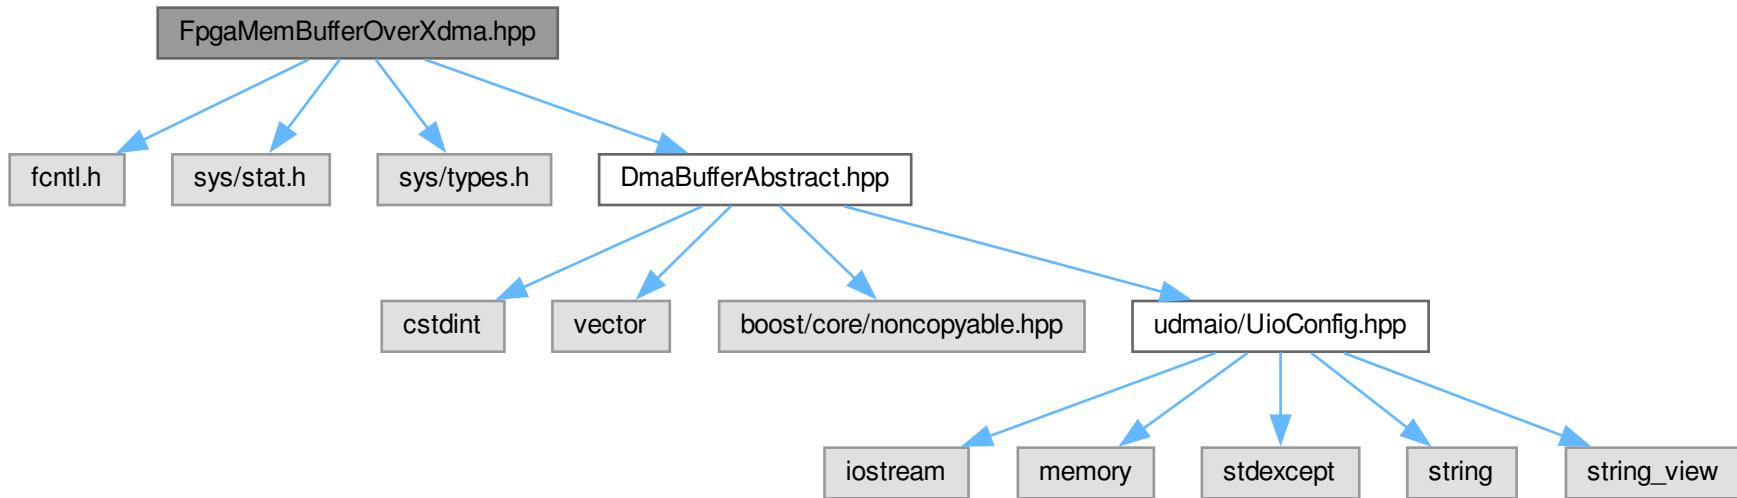 FpgaMemBufferOverXdma.hpp
fcntl.h
sys/stat.h
sys/types.h
DmaBufferAbstract.hpp
cstdint
vector
boost/core/noncopyable.hpp
udmaio/UioConfig.hpp
iostream
memory
stdexcept
string
string_view